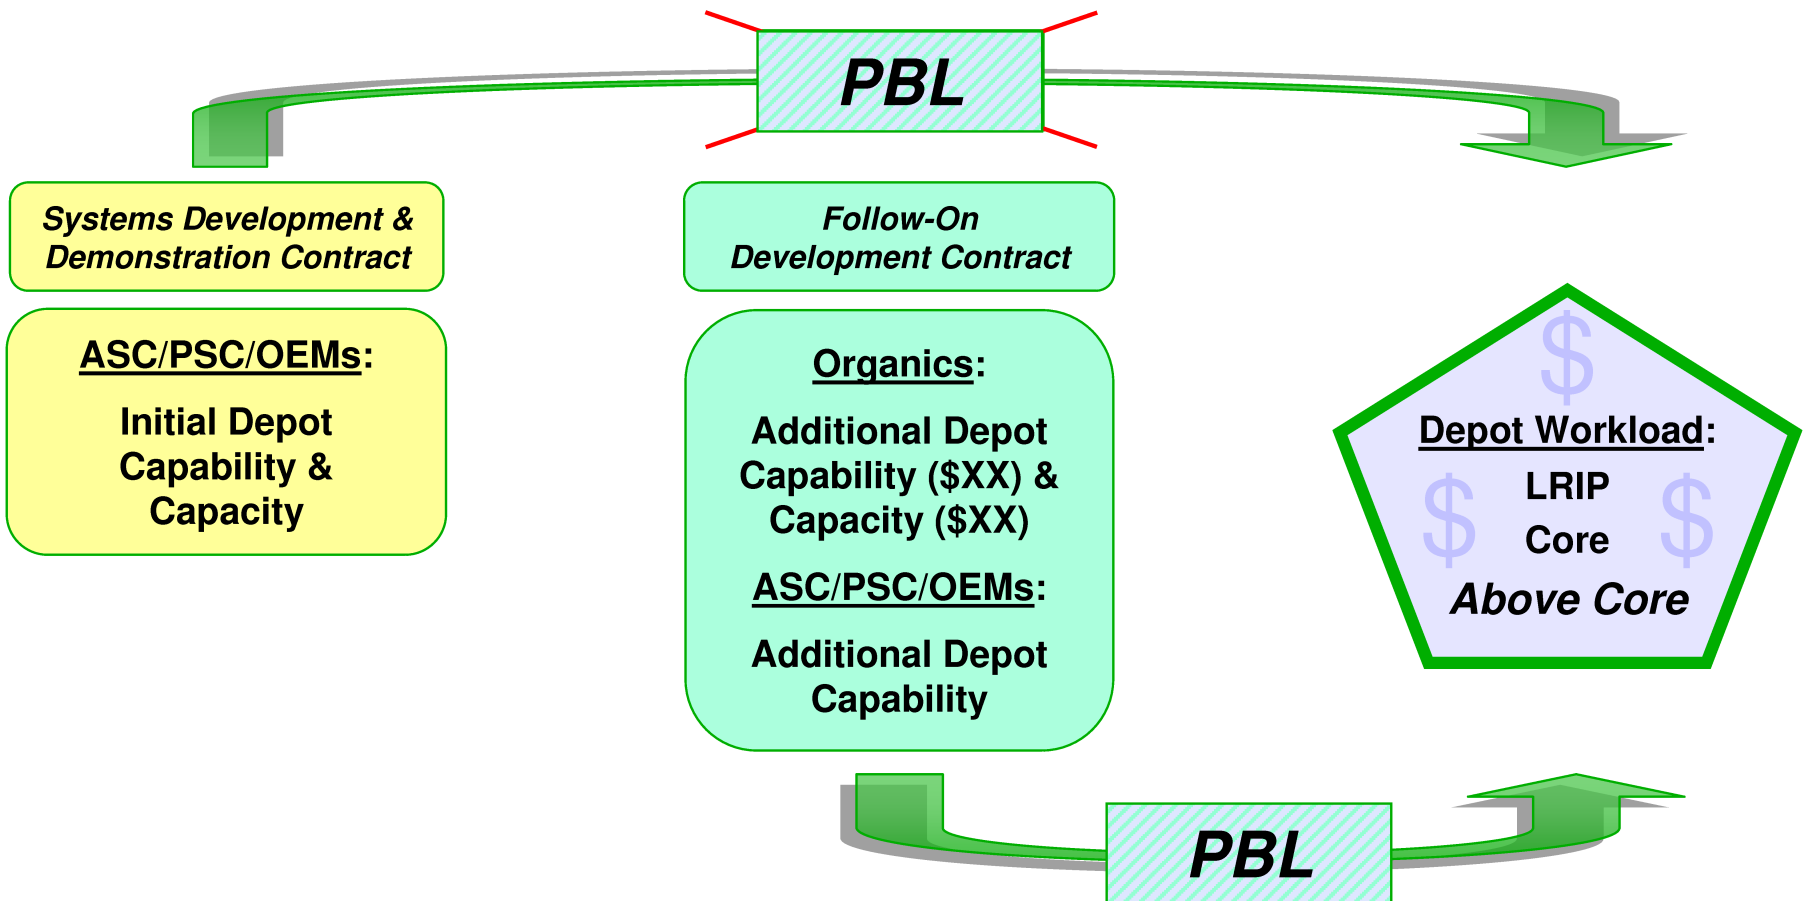 PBL
Systems Development &
Demonstration Contract
ASC/PSC/OEMs:
Initial Depot
Capability &
Capacity
Follow-On
Development Contract
Organics:
Additional Depot
Capability ($XX) &
Capacity ($XX)
ASC/PSC/OEMs:
Additional Depot
Capability
$
Depot Workload:
LRIP
$ $
Core
Above Core
PBL